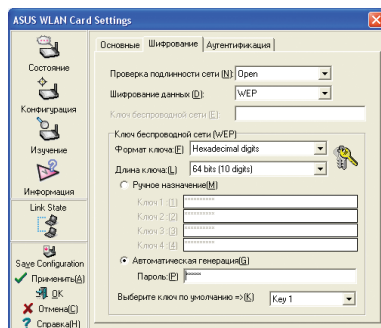 ASUS WLAN Card Settings
Состояние
Конфигурация
Изучение
Информация
Link State
Save Configuration
Применить(A)
OK
Отмена(C)
Справка(H)
Основные Шифрование Аутентификация
Проверка подлинности сети (N): Open
Шифрование данных (D): WEP
Ключ беспроводной сети (E):
Ключ беспроводной сети (WEP)
Формат ключа:(F) Hexadecimal digits
Длина ключа:(L) 64 bits (10 digits)
Ручное назначение(M)
Ключ 1 :(1) **********
Ключ 2 :(2) **********
Ключ 3 :(3) **********
Ключ 4 :(4) **********
Автоматическая генерация(G)
Пароль:(P) *****
Выберите ключ по умолчанию =>(K) Key 1